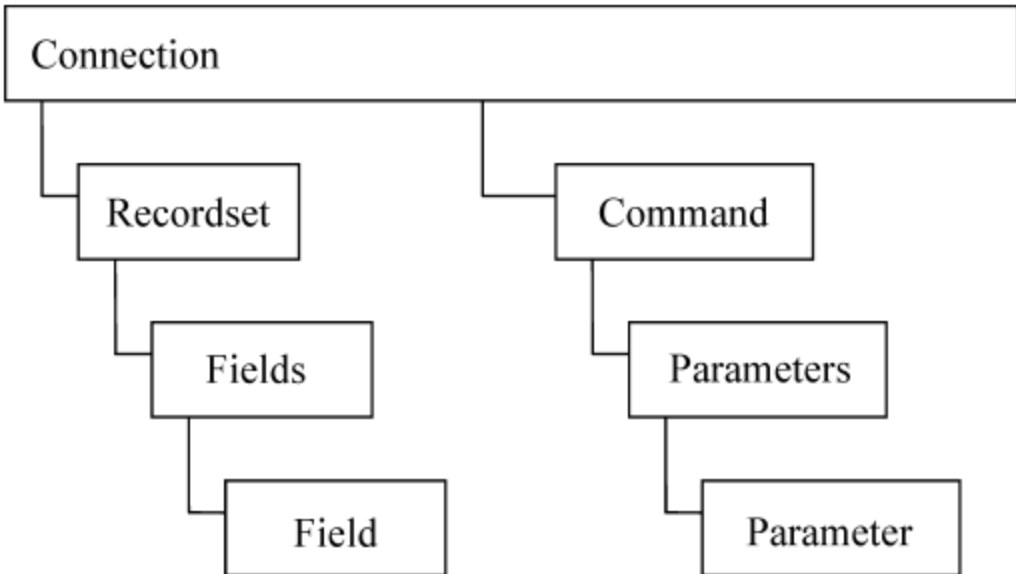 Connection
Recordset
Command
Fields
Parameters
Field
Parameter